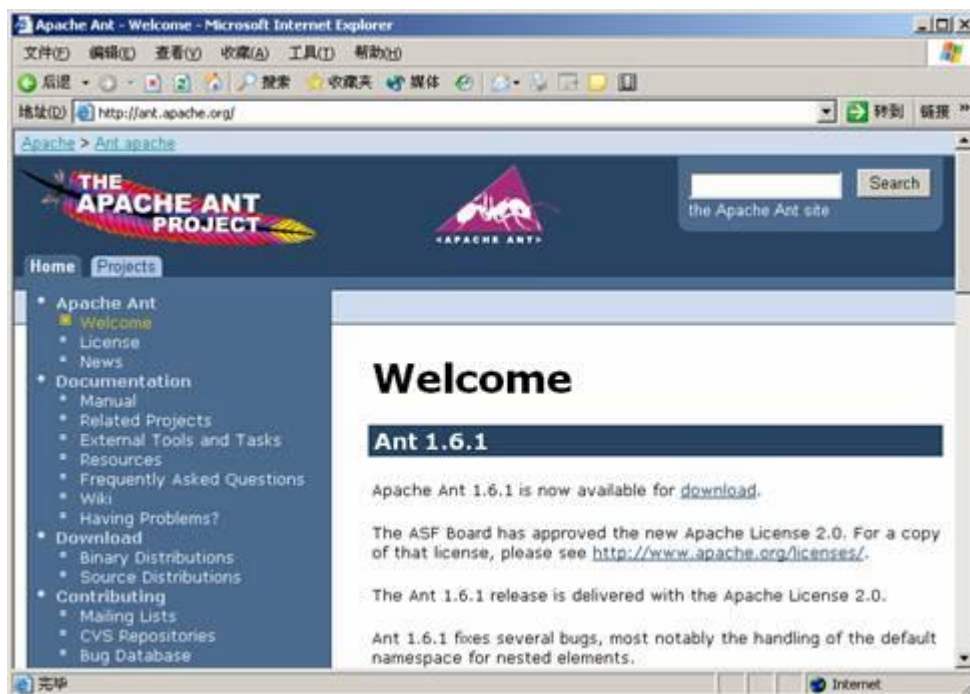 Apache Ant - Welcome - Microsoft Internet Explorer
文件(F) 编辑(E) 查看(V) 收藏(A) 工具(T) 帮助(H)
后退 搜索 收藏夹 媒体
地址(D) http://ant.apache.org/ 转到 链接 »
Apache > Ant.apache
THE
APACHE ANT
PROJECT
<APACHE ANT>
Search
the Apache Ant site
Home Projects
Apache Ant
Welcome
License
News
Documentation
Manual
Related Projects
External Tools and Tasks
Resources
Frequently Asked Questions
Wiki
Having Problems?
Download
Binary Distributions
Source Distributions
Contributing
Mailing Lists
CVS Repositories
Bug Database
Welcome
Ant 1.6.1
Apache Ant 1.6.1 is now available for download.
The ASF Board has approved the new Apache License 2.0. For a copy
of that license, please see http://www.apache.org/licenses/.
The Ant 1.6.1 release is delivered with the Apache License 2.0.
Ant 1.6.1 fixes several bugs, most notably the handling of the default
namespace for nested elements.
完毕 Internet